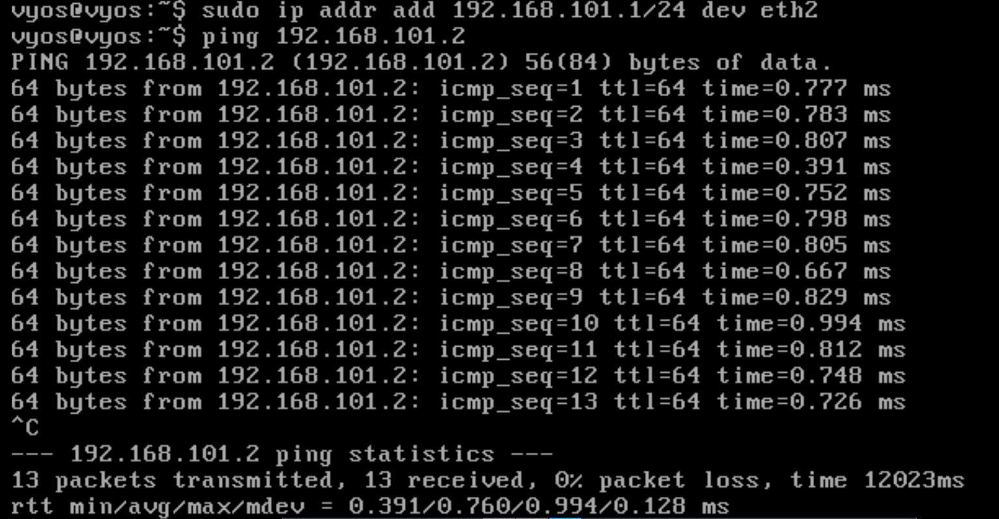 vyos@vyos:~$ sudo ip addr add 192.168.101.1/24 dev eth2
vyos@vyos:~$ ping 192.168.101.2
PING 192.168.101.2 (192.168.101.2) 56(84) bytes of data.
64 bytes from 192.168.101.2: icmp_seq=1 ttl=64 time=0.777 ms
64 bytes from 192.168.101.2: icmp_seq=2 ttl=64 time=0.783 ms
64 bytes from 192.168.101.2: icmp_seq=3 ttl=64 time=0.807 ms
64 bytes from 192.168.101.2: icmp_seq=4 ttl=64 time=0.391 ms
64 bytes from 192.168.101.2: icmp_seq=5 ttl=64 time=0.752 ms
64 bytes from 192.168.101.2: icmp_seq=6 ttl=64 time=0.798 ms
64 bytes from 192.168.101.2: icmp_seq=7 ttl=64 time=0.805 ms
64 bytes from 192.168.101.2: icmp_seq=8 ttl=64 time=0.667 ms
64 bytes from 192.168.101.2: icmp_seq=9 ttl=64 time=0.829 ms
64 bytes from 192.168.101.2: icmp_seq=10 ttl=64 time=0.994 ms
64 bytes from 192.168.101.2: icmp_seq=11 ttl=64 time=0.812 ms
64 bytes from 192.168.101.2: icmp_seq=12 ttl=64 time=0.748 ms
64 bytes from 192.168.101.2: icmp_seq=13 ttl=64 time=0.726 ms
^C
--- 192.168.101.2 ping statistics ---
13 packets transmitted, 13 received, 0% packet loss, time 12023ms
rtt min/avg/max/mdev = 0.391/0.760/0.994/0.128 ms